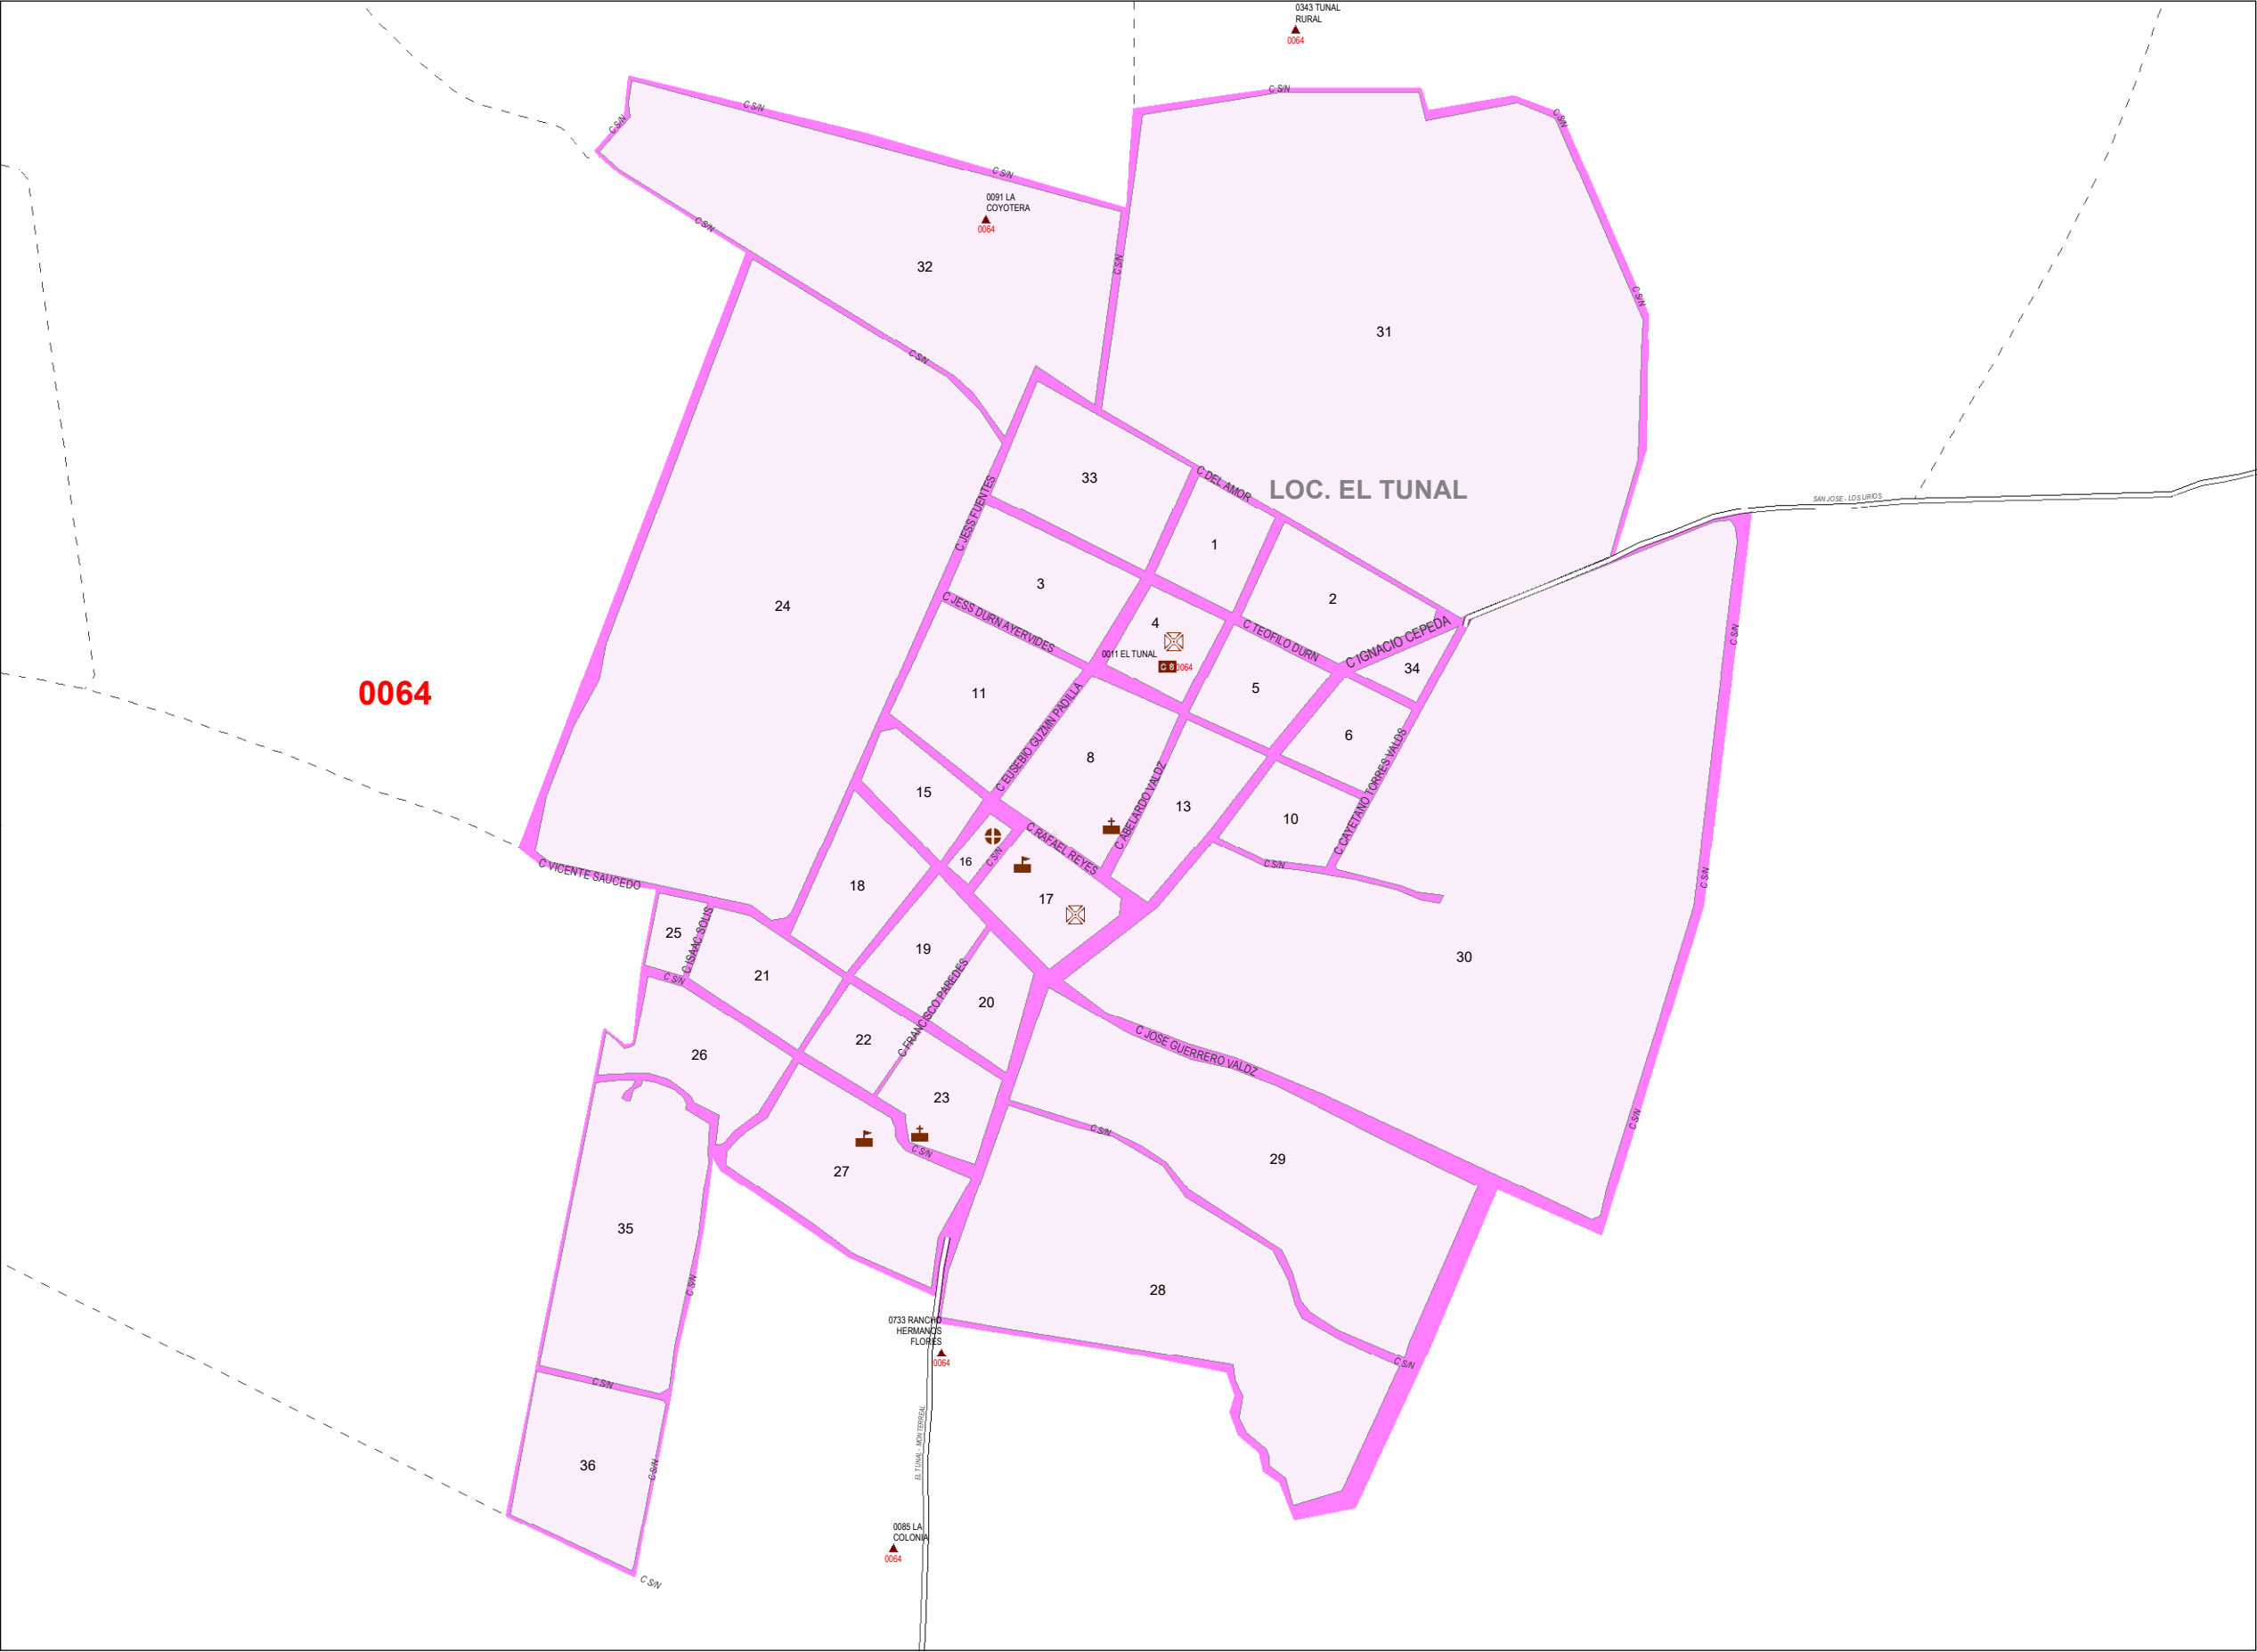 0343 TUNAL
RURAL
0064
C S/N
C S/N
C S/N
C S/N
C S/N
0091 LA
COYOTERA
0064
C S/N
32
C S/N
C S/N
31
C S/N
33
C DEL AMOR
LOC. EL TUNAL
SAN JOSE - LOS LIRIOS
C JESS FUENTES
1
3
2
24
C JESS DURN AYERVIDES
4
C TEOFILO DURN
C IGNACIO CEPEDA
C S/N
0011 EL TUNAL
C S
0064
34
0064
11
5
C EUSEBIO GUZMN PADILLA
6
C CAYETANO TORRES VALDS
8
15
C ABELARDO VALDZ
13
10
C RAFAEL REYES
16
C S/N
C S/N
C VICENTE SAUCEDO
18
17
C S/N
25
C ISAAC SOLIS
19
30
21
C S/N
C FRANCISCO PAREDES
20
22
C JOSE GUERRERO VALDZ
26
23
C S/N
C S/N
C S/N
27
29
35
C S/N
28
0733 RANCHO
HERMANOS
FLORES
0064
C S/N
C S/N
EL TUNAL - MONTERREAL
36
C S/N
0085 LA
COLONIA
0064
C S/N